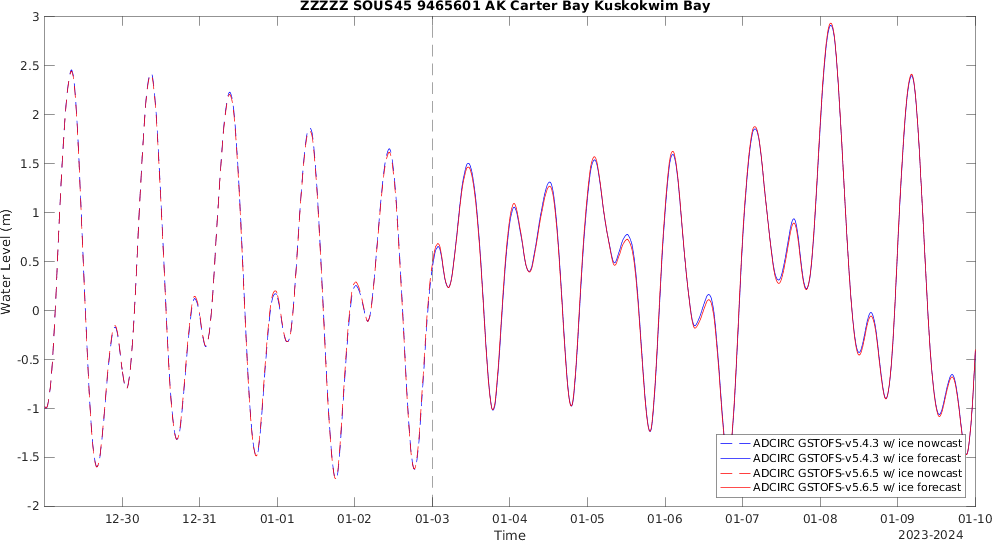 ZZZZZ SOUS45 9465601 AK Carter Bay Kuskokwim Bay
Water Level (m)
3
2.5
2
1.5
1
0.5
0
-0.5
-1
-1.5
-2
ADCIRC GSTOFS-v5.4.3 w/ ice nowcast
ADCIRC GSTOFS-v5.4.3 w/ ice forecast
ADCIRC GSTOFS-v5.6.5 w/ ice nowcast
ADCIRC GSTOFS-v5.6.5 w/ ice forecast
12-30 12-31 01-01 01-02 01-03 01-04 01-05 01-06 01-07 01-08 01-09 01-10
Time
2023-2024